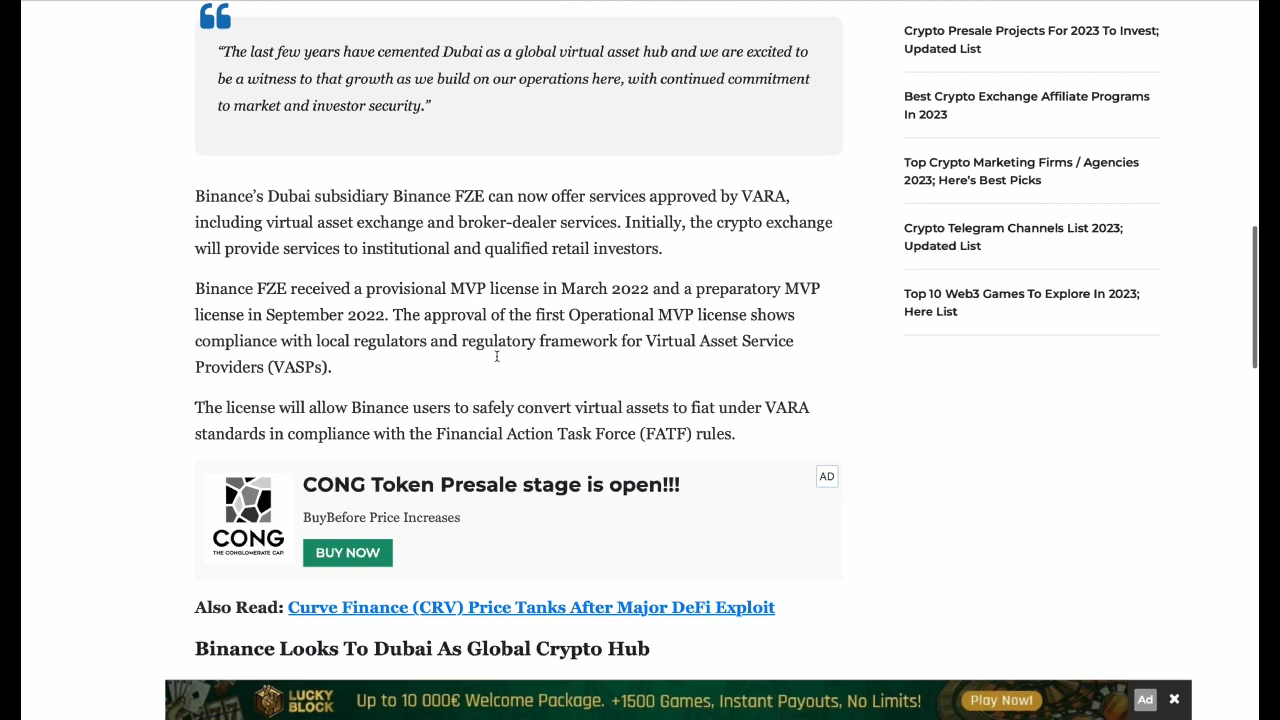 “The last few years have cemented Dubai as a global virtual asset hub and we are excited to
be a witness to that growth as we build on our operations here, with continued commitment
to market and investor security.”
Binance’s Dubai subsidiary Binance FZE can now offer services approved by VARA,
including virtual asset exchange and broker-dealer services. Initially, the crypto exchange
will provide services to institutional and qualified retail investors.
Binance FZE received a provisional MVP license in March 2022 and a preparatory MVP
license in September 2022. The approval of the first Operational MVP license shows
compliance with local regulators and regulatory framework for Virtual Asset Service
Providers (VASPs).
The license will allow Binance users to safely convert virtual assets to fiat under VARA
standards in compliance with the Financial Action Task Force (FATF) rules.
CONG
THE CONGLOMERATE CAP.
CONG Token Presale stage is open!!!
BuyBefore Price Increases
BUY NOW
AD
Also Read: Curve Finance (CRV) Price Tanks After Major DeFi Exploit
Binance Looks To Dubai As Global Crypto Hub
Crypto Presale Projects For 2023 To Invest;
Updated List
Best Crypto Exchange Affiliate Programs
In 2023
Top Crypto Marketing Firms / Agencies
2023; Here’s Best Picks
Crypto Telegram Channels List 2023;
Updated List
Top 10 Web3 Games To Explore In 2023;
Here List
LUCKY
BLOCK
Up to 10 000€ Welcome Package. +1500 Games, Instant Payouts, No Limits!
Play Now!
Ad